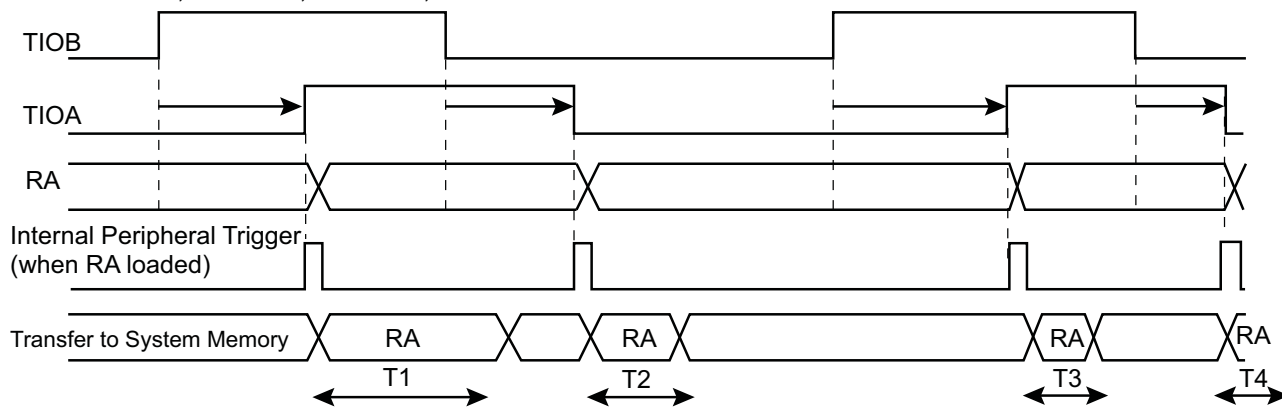 TIOB
TIOA
RA
Internal Peripheral Trigger
(when RA loaded)
Transfer to System Memory RA RA RA RA
T1 T2 T3 T4